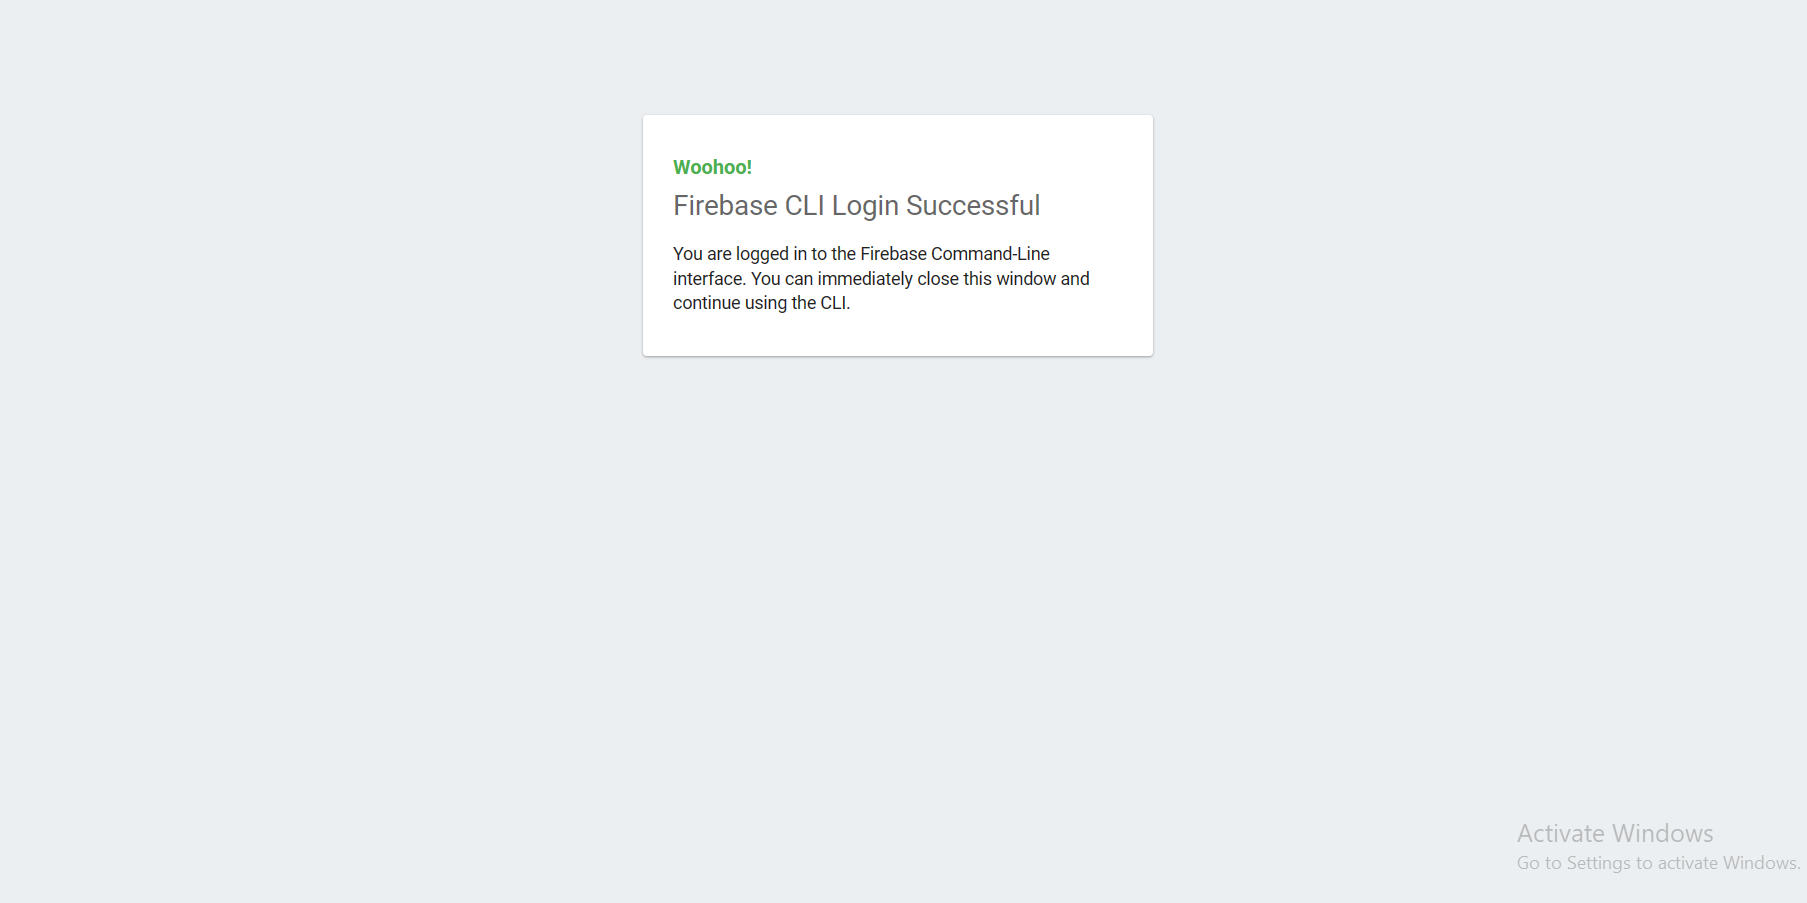 Woohoo!
Firebase CLI Login Successful
You are logged in to the Firebase Command-Line
interface. You can immediately close this window and
continue using the CLI.
Activate Windows
Go to Settings to activate Windows.